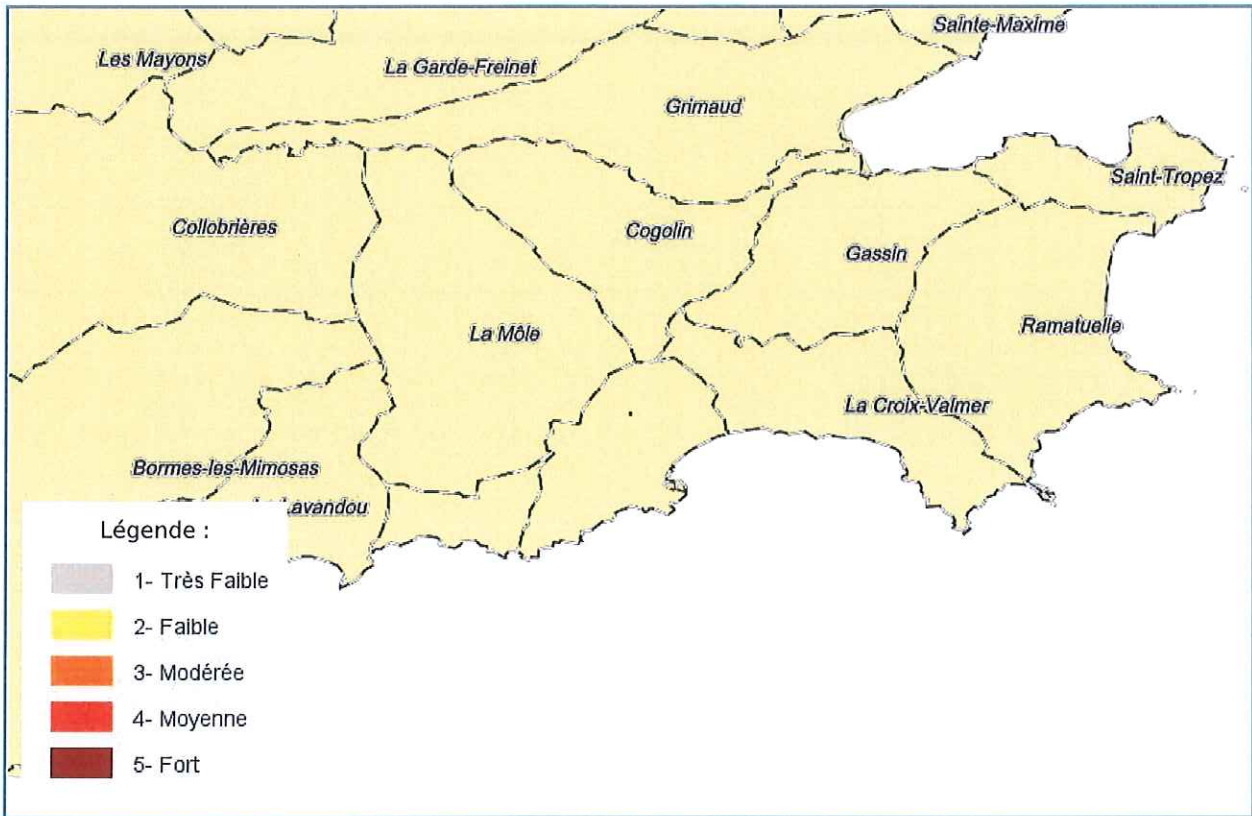 Sainte-Maxime
Les Mayons
La Garde-Freinet
Grimaud
Saint-Tropez
Collobrières
Cogolin
Gassin
La Môle
Ramatuelle
La Croix-Valmer
Bormes-les-Mimosas
Lavandou
Légende :
1- Très Faible
2- Faible
3- Modérée
4- Moyenne
5- Fort